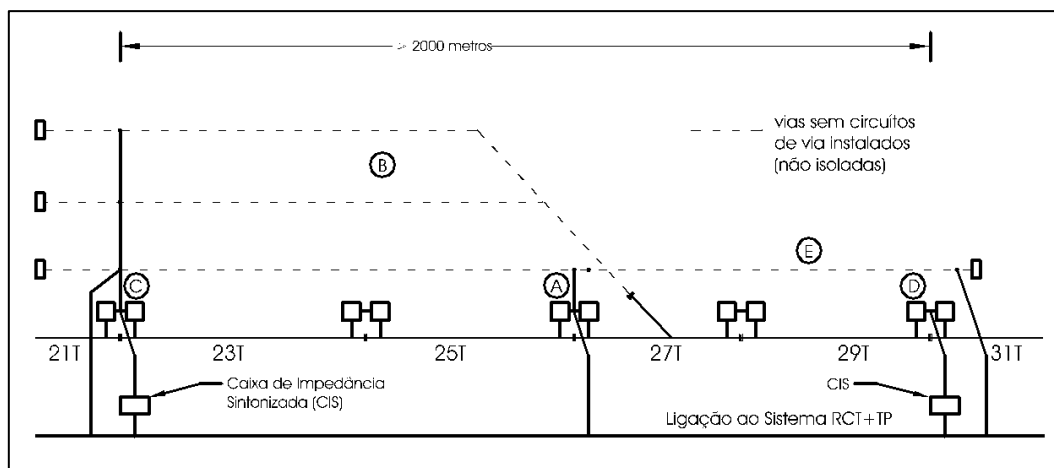 > 2000 metros
vias sem circuítos
de via instalados
(não isoladas)
B
E
C
A
D
21T
23T
25T
27T
29T
31T
Caixa de Impedância
Sintonizada (CIS)
CIS
Ligação ao Sistema RCT+TP